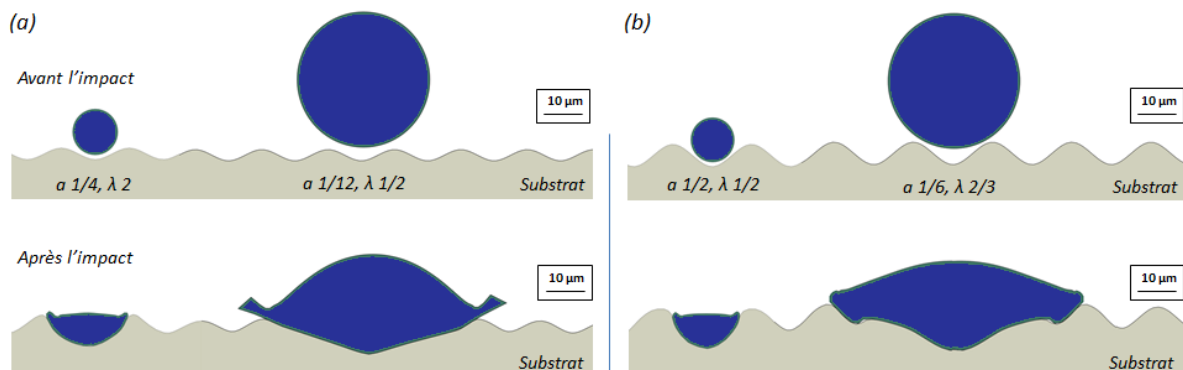 (a)
Avant l'impact
10 µm
a 1/4, λ 2
a 1/12, λ 1/2
Substrat
Après l'impact
10 µm
Substrat
(b)
10 µm
a 1/2, λ 1/2
a 1/6, λ 2/3
Substrat
10 µm
Substrat